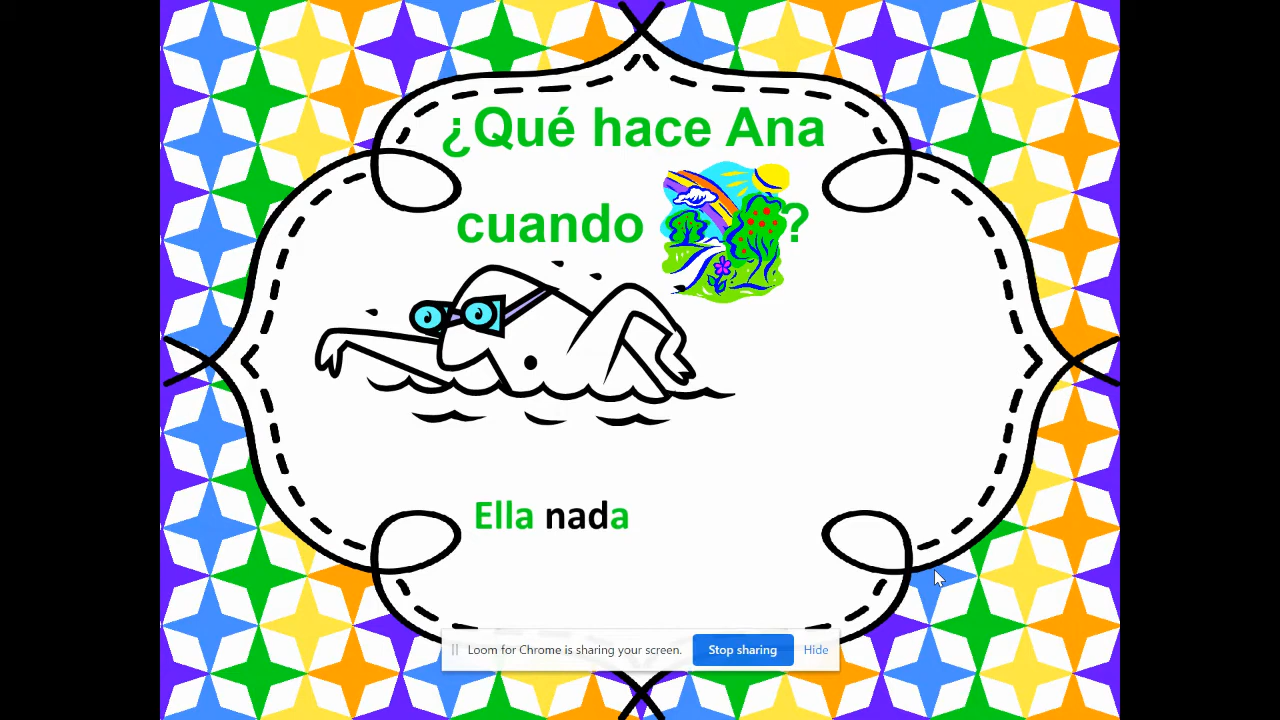 ¿Qué hace Ana
cuando ?
Ella nada
Loom for Chrome is sharing your screen. Stop sharing Hide